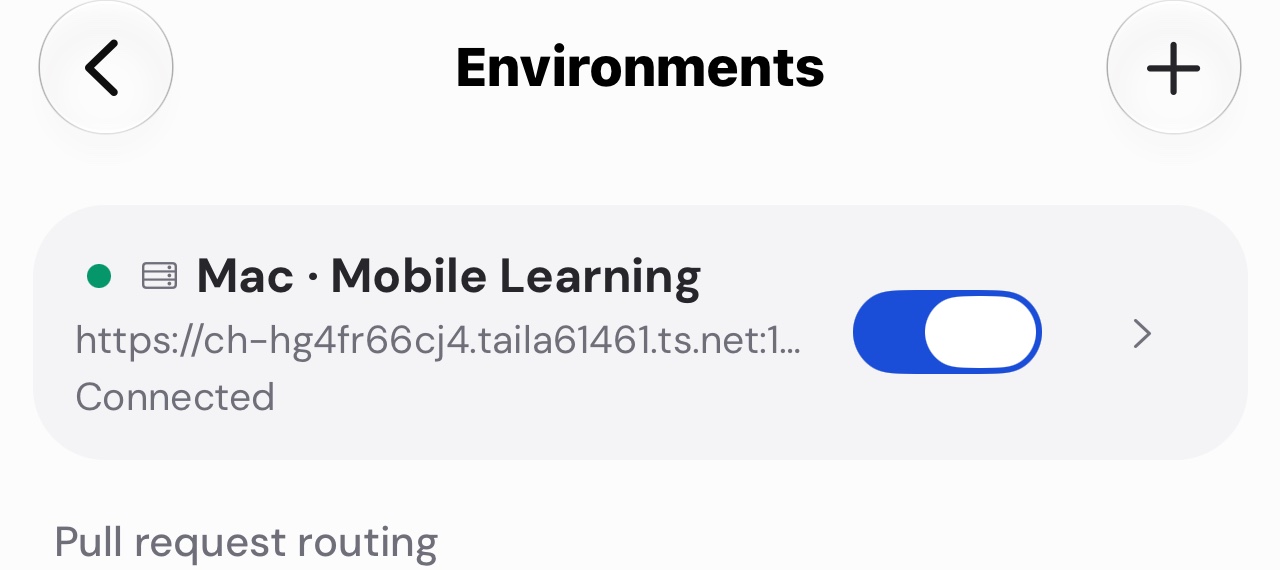 Environments
Mac · Mobile Learning
https://ch-hg4fr66cj4.taila61461.ts.net:1...
Connected
Pull request routing